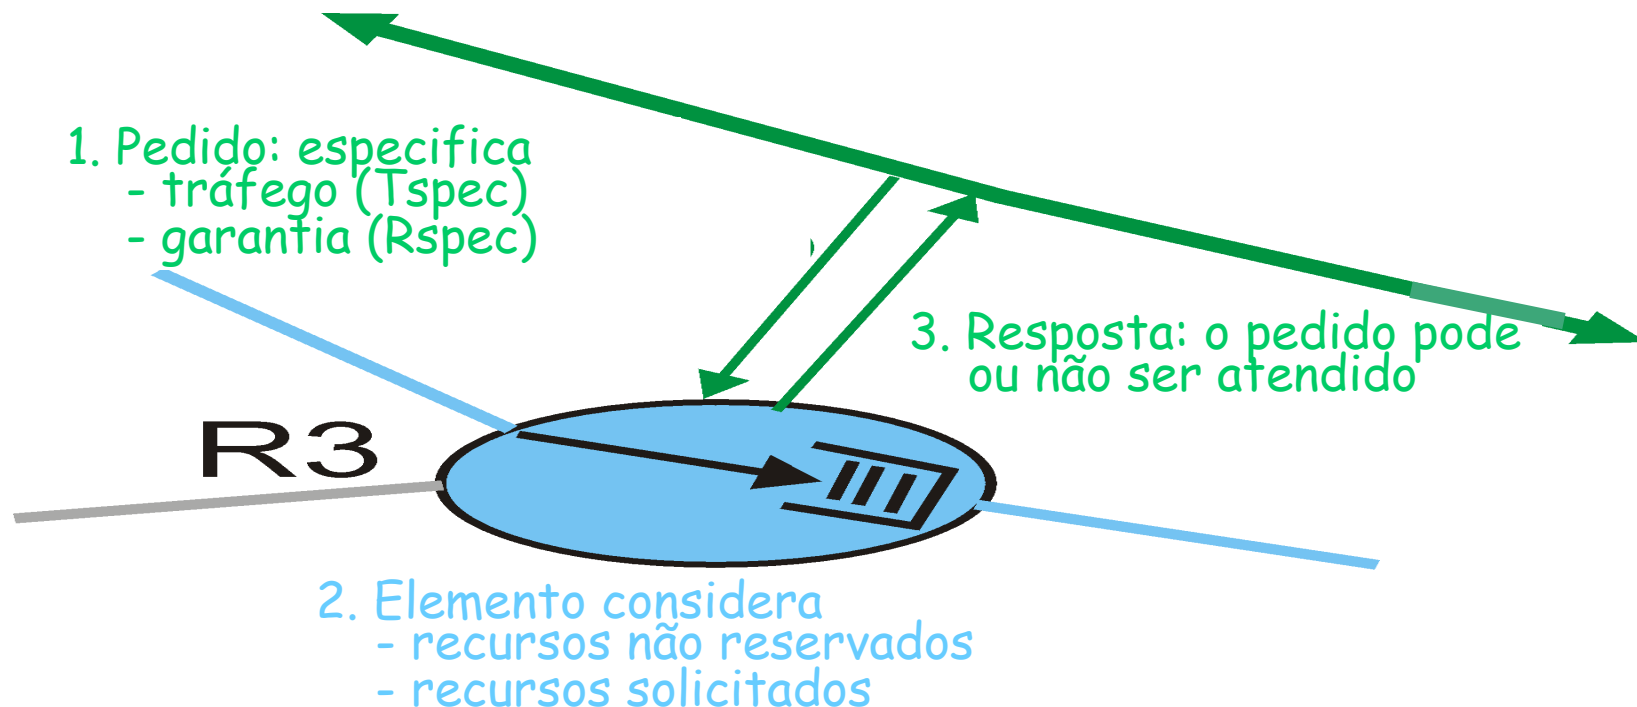 1. Pedido: especifica
- tráfego (Tspec)
- garantia (Rspec)
3. Resposta: o pedido pode
ou não ser atendido
R3
2. Elemento considera
- recursos não reservados
- recursos solicitados